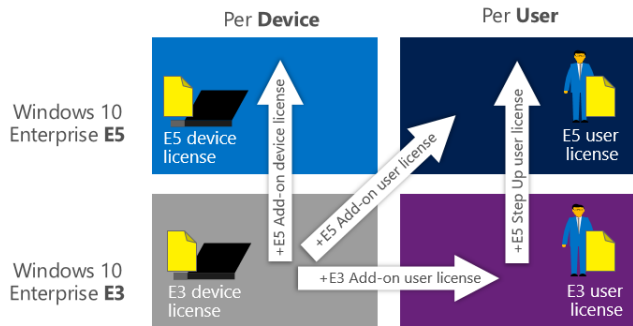 Per Device
Per User
Windows 10
Enterprise E5
E5 device
license
+E5 Add-on device license
+E5 Add-on user license
+E5 Step Up user license
E5 user
license
Windows 10
Enterprise E3
E3 device
license
+E3 Add-on user license
E3 user
license